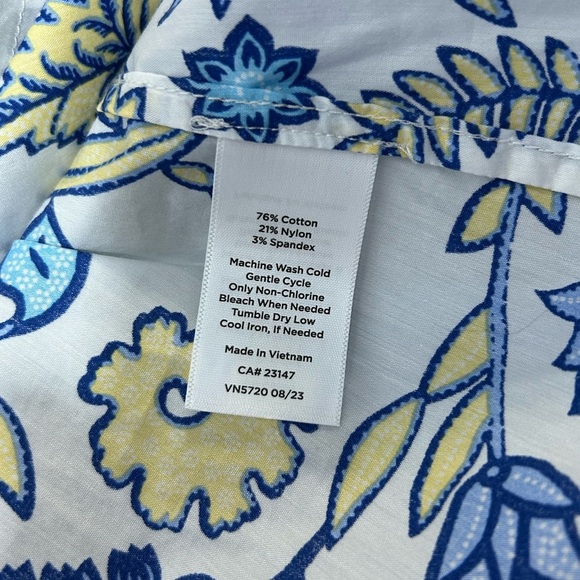 76% Cotton
21% Nylon
3% Spandex
Machine Wash Cold
Gentle Cycle
Only Non-Chlorine
Bleach When Needed
Tumble Dry Low
Cool Iron, If Needed
Made In Vietnam
CA# 23147
VN5720 08/23